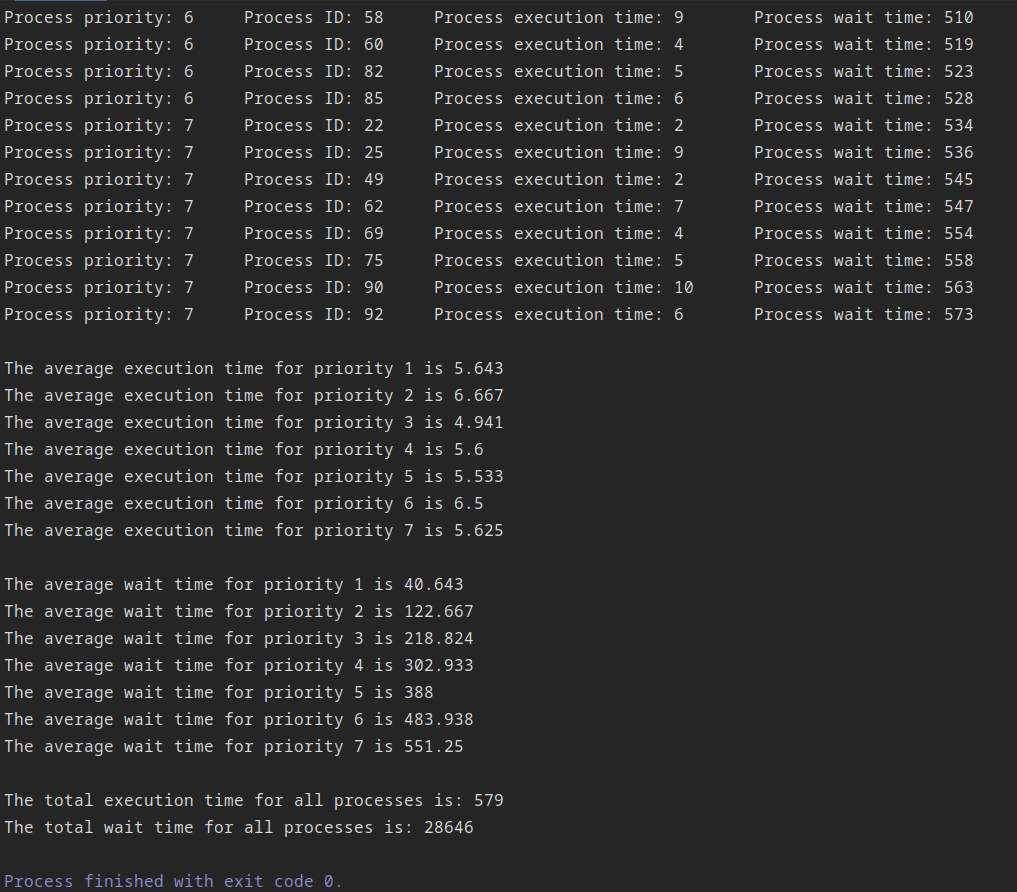 Process priority: 6     Process ID: 58     Process execution time: 9       Process wait time: 510
Process priority: 6     Process ID: 60     Process execution time: 4       Process wait time: 519
Process priority: 6     Process ID: 82     Process execution time: 5       Process wait time: 523
Process priority: 6     Process ID: 85     Process execution time: 6       Process wait time: 528
Process priority: 7     Process ID: 22     Process execution time: 2       Process wait time: 534
Process priority: 7     Process ID: 25     Process execution time: 9       Process wait time: 536
Process priority: 7     Process ID: 49     Process execution time: 2       Process wait time: 545
Process priority: 7     Process ID: 62     Process execution time: 7       Process wait time: 547
Process priority: 7     Process ID: 69     Process execution time: 4       Process wait time: 554
Process priority: 7     Process ID: 75     Process execution time: 5       Process wait time: 558
Process priority: 7     Process ID: 90     Process execution time: 10      Process wait time: 563
Process priority: 7     Process ID: 92     Process execution time: 6       Process wait time: 573

The average execution time for priority 1 is 5.643
The average execution time for priority 2 is 6.667
The average execution time for priority 3 is 4.941
The average execution time for priority 4 is 5.6
The average execution time for priority 5 is 5.533
The average execution time for priority 6 is 6.5
The average execution time for priority 7 is 5.625

The average wait time for priority 1 is 40.643
The average wait time for priority 2 is 122.667
The average wait time for priority 3 is 218.824
The average wait time for priority 4 is 302.933
The average wait time for priority 5 is 388
The average wait time for priority 6 is 483.938
The average wait time for priority 7 is 551.25

The total execution time for all processes is: 579
The total wait time for all processes is: 28646

Process finished with exit code 0.